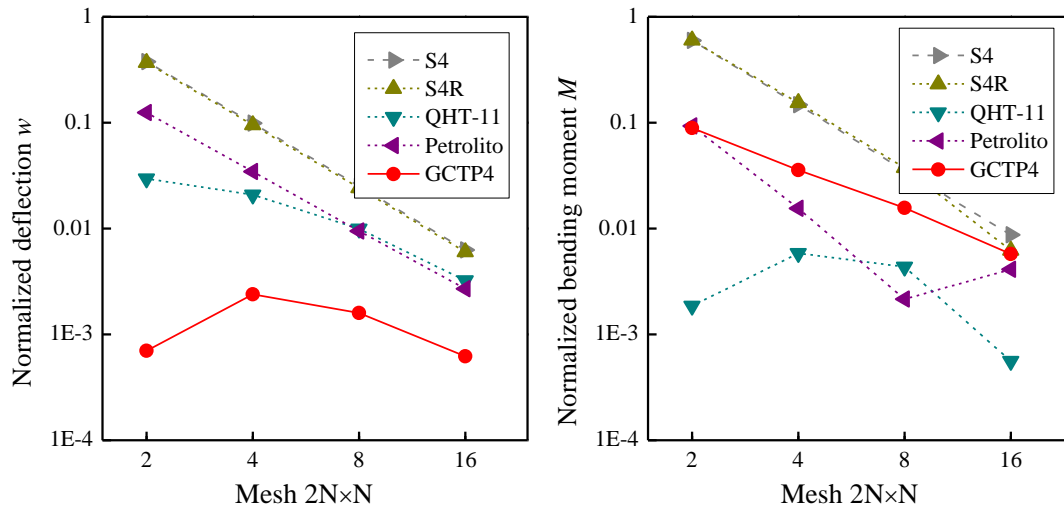 Normalized deflection w
1
0.1
0.01
1E-3
1E-4
2
4
8
16
Mesh 2N×N
S4
S4R
QHT-11
Petrolito
GCTP4
Normalized bending moment M
1
0.1
0.01
1E-3
1E-4
2
4
8
16
Mesh 2N×N
S4
S4R
QHT-11
Petrolito
GCTP4